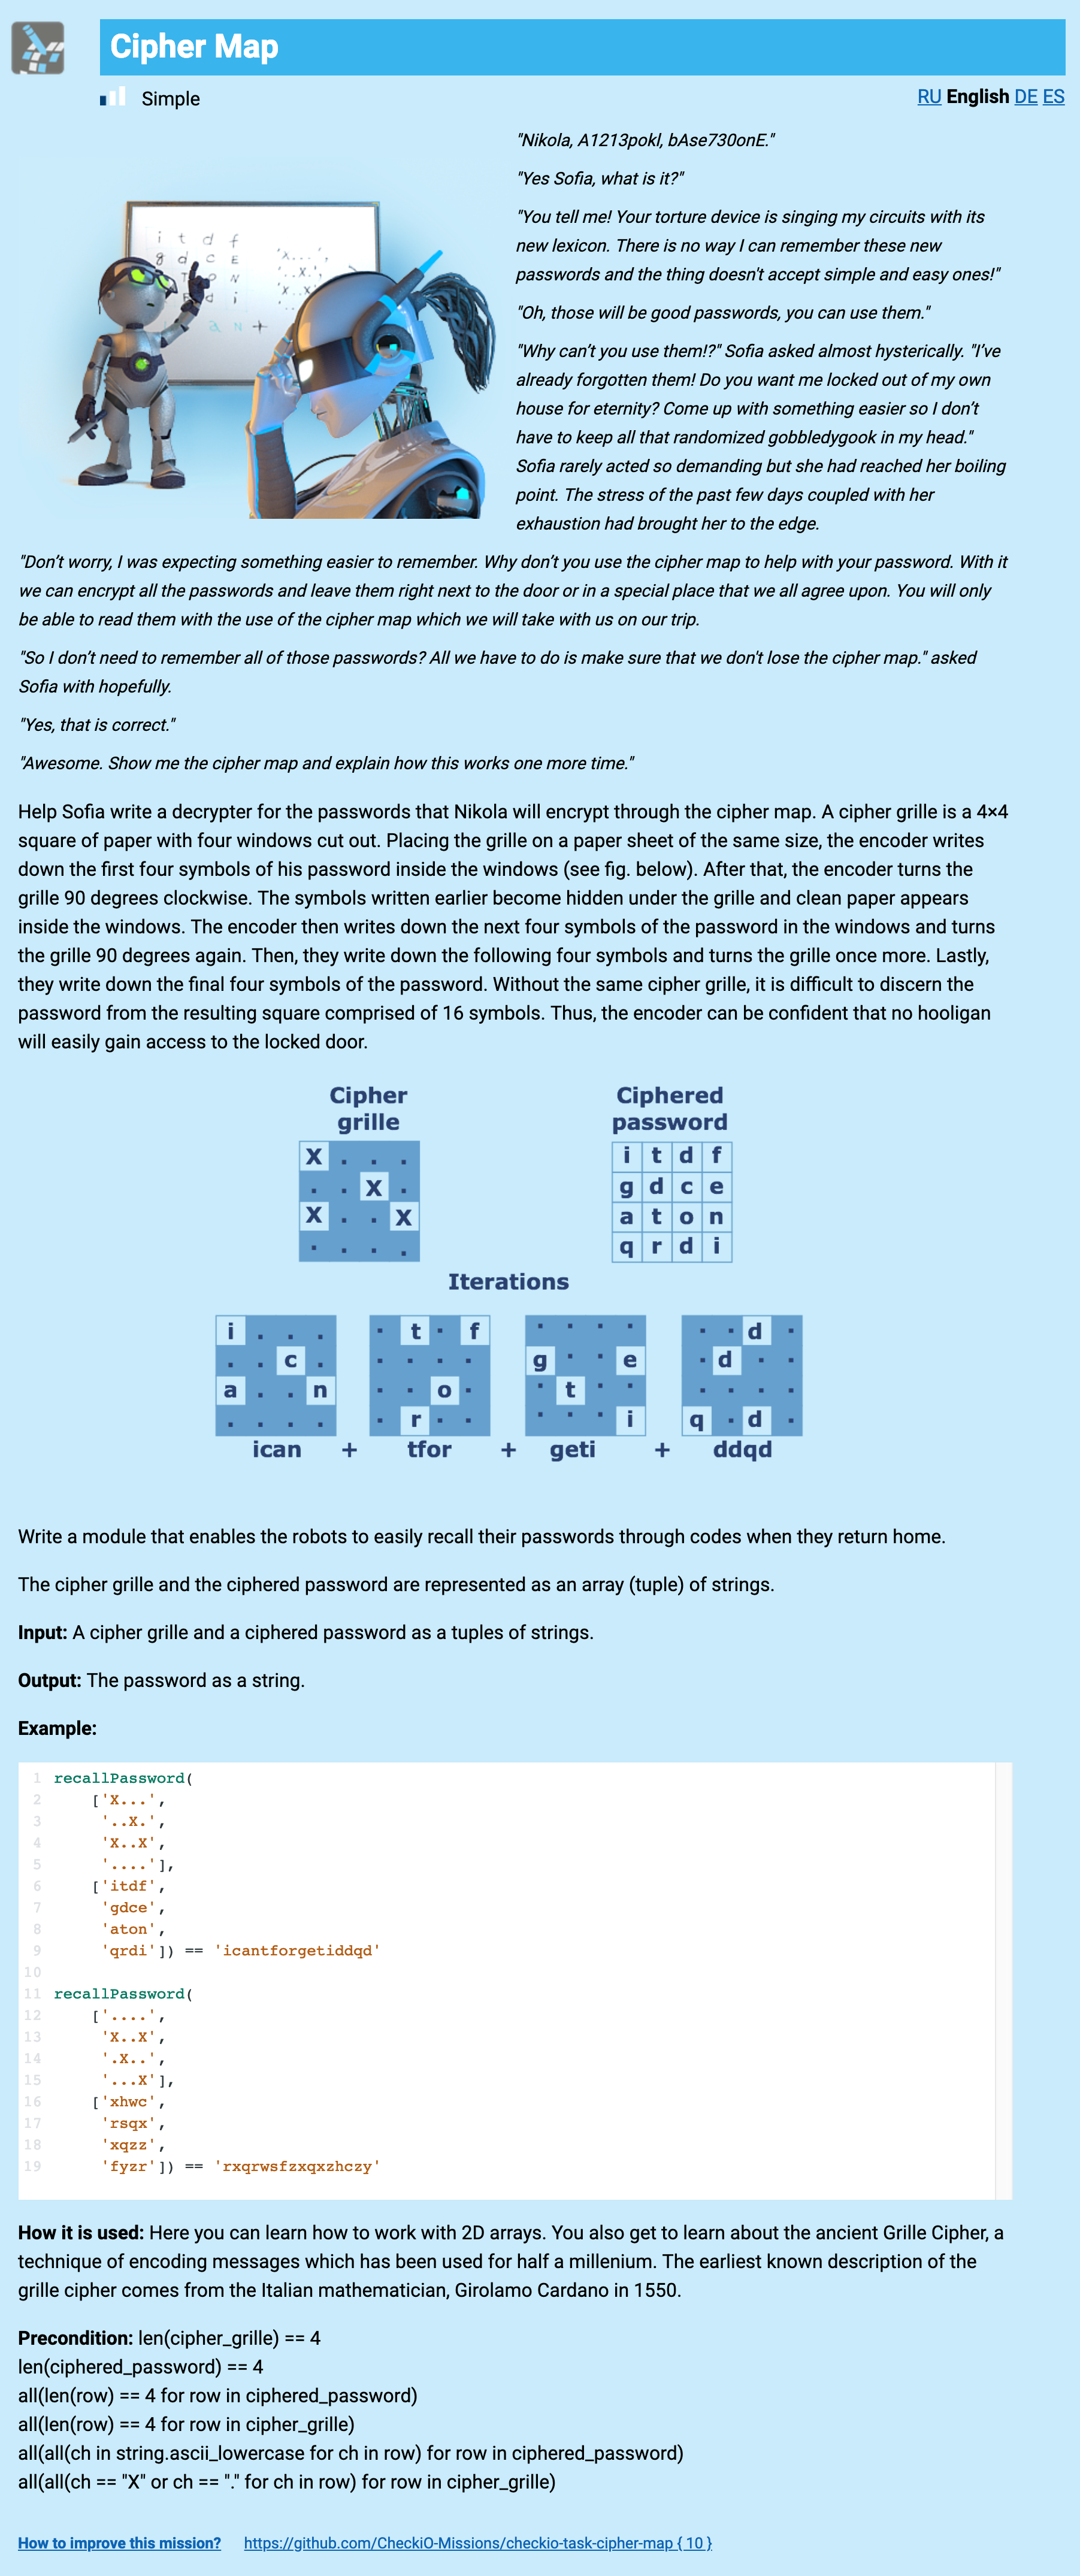 Cipher Map
Simple
RU English DE ES
"Nikola, A1213pokl, bAse730onE."
"Yes Sofia, what is it?"
"You tell me! Your torture device is singing my circuits with its
new lexicon. There is no way I can remember these new
passwords and the thing doesn't accept simple and easy ones!"
"Oh, those will be good passwords, you can use them."
"Why can't you use them!?" Sofia asked almost hysterically. "I've
already forgotten them! Do you want me locked out of my own
house for eternity? Come up with something easier so I don't
have to keep all that randomized gobbledygook in my head."
Sofia rarely acted so demanding but she had reached her boiling
point. The stress of the past few days coupled with her
exhaustion had brought her to the edge.
"Don't worry, I was expecting something easier to remember. Why don't you use the cipher map to help with your password. With it
we can encrypt all the passwords and leave them right next to the door or in a special place that we all agree upon. You will only
be able to read them with the use of the cipher map which we will take with us on our trip.
"So I don't need to remember all of those passwords? All we have to do is make sure that we don't lose the cipher map." asked
Sofia with hopefully.
"Yes, that is correct."
"Awesome. Show me the cipher map and explain how this works one more time."
Help Sofia write a decrypter for the passwords that Nikola will encrypt through the cipher map. A cipher grille is a 4×4
square of paper with four windows cut out. Placing the grille on a paper sheet of the same size, the encoder writes
down the first four symbols of his password inside the windows (see fig. below). After that, the encoder turns the
grille 90 degrees clockwise. The symbols written earlier become hidden under the grille and clean paper appears
inside the windows. The encoder then writes down the next four symbols of the password in the windows and turns
the grille 90 degrees again. Then, they write down the following four symbols and turns the grille once more. Lastly,
they write down the final four symbols of the password. Without the same cipher grille, it is difficult to discern the
password from the resulting square comprised of 16 symbols. Thus, the encoder can be confident that no hooligan
will easily gain access to the locked door.
Cipher
grille
X . . .
. . X .
X . . X
. . . .
Ciphered
password
i t d f
g d c e
a t o n
q r d i
Iterations
i . . .
. . c .
a . . n
. . . .
. t . f
. . . .
. . o .
. r . .
. . . .
g . . e
. t . .
. . . i
. . d .
. d . .
. . . .
q . d .
ican + tfor + geti + ddqd
Write a module that enables the robots to easily recall their passwords through codes when they return home.
The cipher grille and the ciphered password are represented as an array (tuple) of strings.
Input: A cipher grille and a ciphered password as a tuples of strings.
Output: The password as a string.
Example:
1 recallPassword(
2 ['X...',
3 '..X.',
4 'X..X',
5 '....'],
6 ['itdf',
7 'gdce',
8 'aton',
9 'qrdi']) == 'icantforgetiddqd'
10
11 recallPassword(
12 ['....',
13 'X..X',
14 '.X..',
15 '...X'],
16 ['xhwc',
17 'rsqx',
18 'xqzz',
19 'fyzr']) == 'rxqrwsfzxqxzhczy'
How it is used: Here you can learn how to work with 2D arrays. You also get to learn about the ancient Grille Cipher, a
technique of encoding messages which has been used for half a millenium. The earliest known description of the
grille cipher comes from the Italian mathematician, Girolamo Cardano in 1550.
Precondition: len(cipher_grille) == 4
len(ciphered_password) == 4
all(len(row) == 4 for row in ciphered_password)
all(len(row) == 4 for row in cipher_grille)
all(all(ch in string.ascii_lowercase for ch in row) for row in ciphered_password)
all(all(ch == "X" or ch == "." for ch in row) for row in cipher_grille)
How to improve this mission? https://github.com/CheckiO-Missions/checkio-task-cipher-map { 10 }